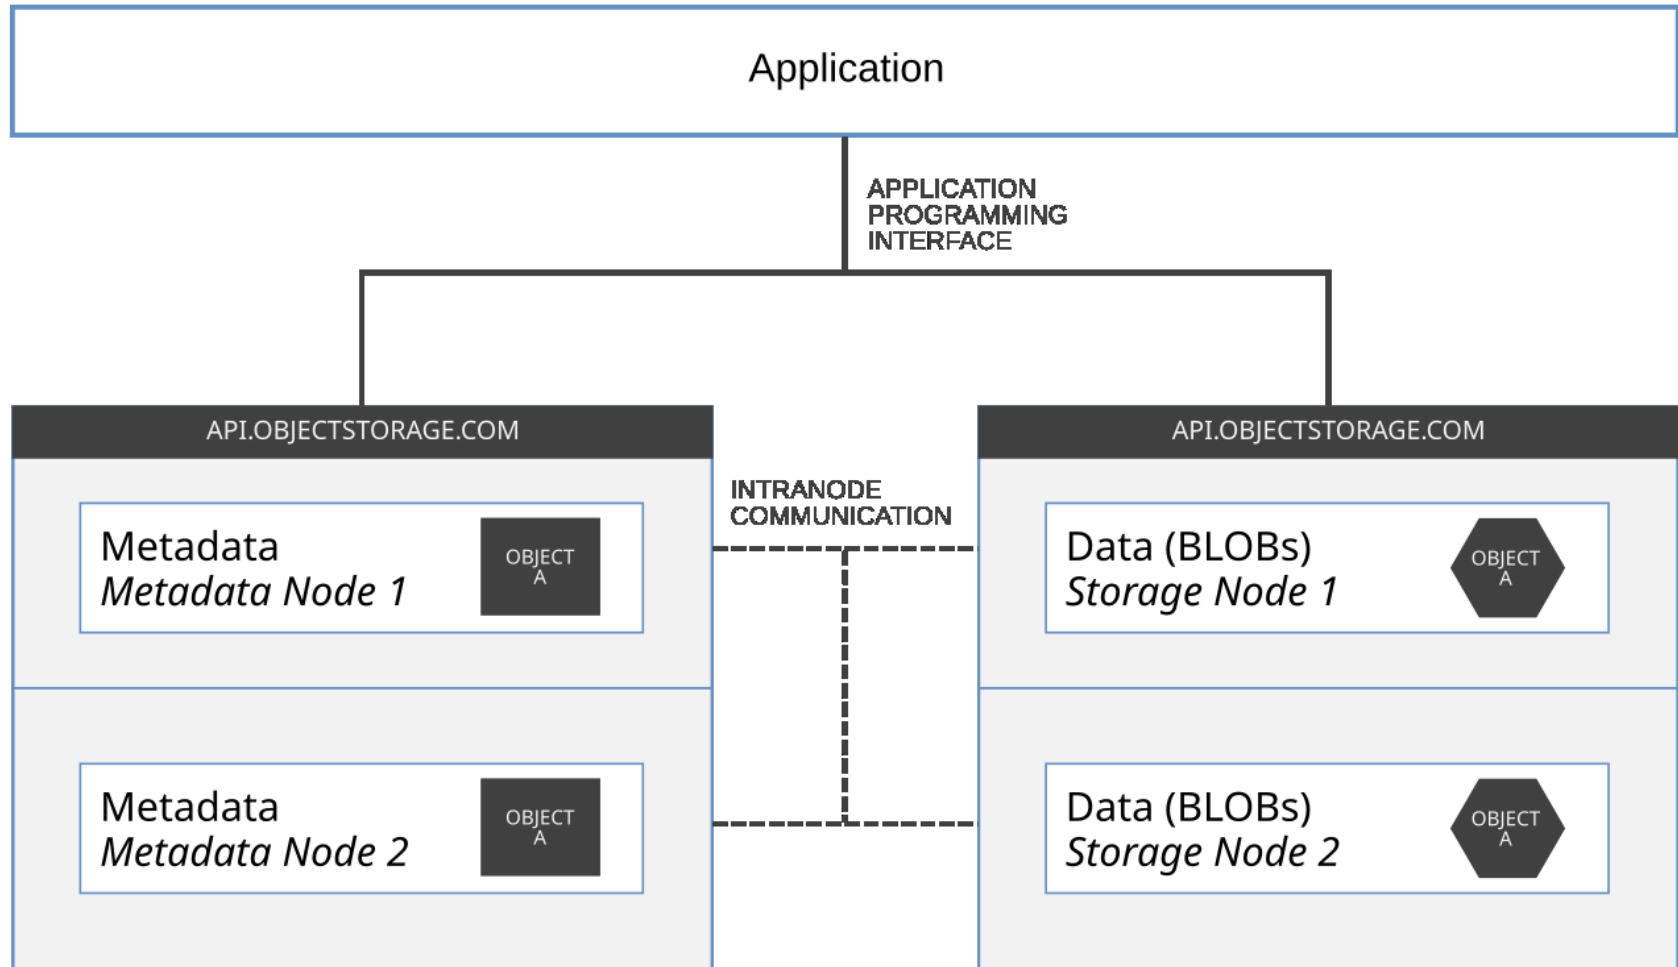 Application
APPLICATION
PROGRAMMING
INTERFACE
API.OBJECTSTORAGE.COM
Metadata
Metadata Node 1
OBJECT
A
Metadata
Metadata Node 2
OBJECT
A
INTRANODE
COMMUNICATION
API.OBJECTSTORAGE.COM
Data (BLOBs)
Storage Node 1
OBJECT
A
Data (BLOBs)
Storage Node 2
OBJECT
A